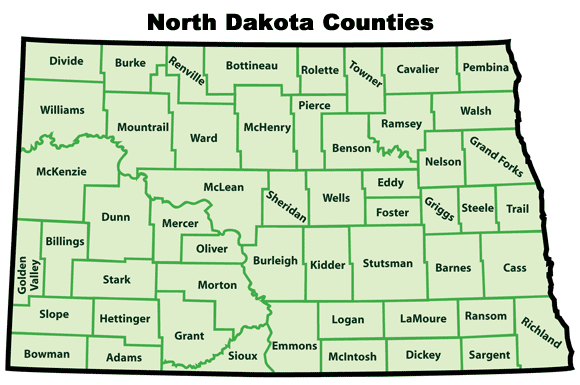 North Dakota Counties
Divide
Burke
Renville
Bottineau
Rolette
Towner
Cavalier
Pembina
Williams
Mountrail
Ward
McHenry
Pierce
Benson
Ramsey
Walsh
McKenzie
Nelson
Grand Forks
McLean
Sheridan
Wells
Eddy
Foster
Griggs
Steele
Trail
Dunn
Mercer
Oliver
Golden
Valley
Billings
Stark
Morton
Burleigh
Kidder
Stutsman
Barnes
Cass
Slope
Hettinger
Grant
Sioux
Emmons
Logan
LaMoure
Ransom
Richland
Bowman
Adams
McIntosh
Dickey
Sargent